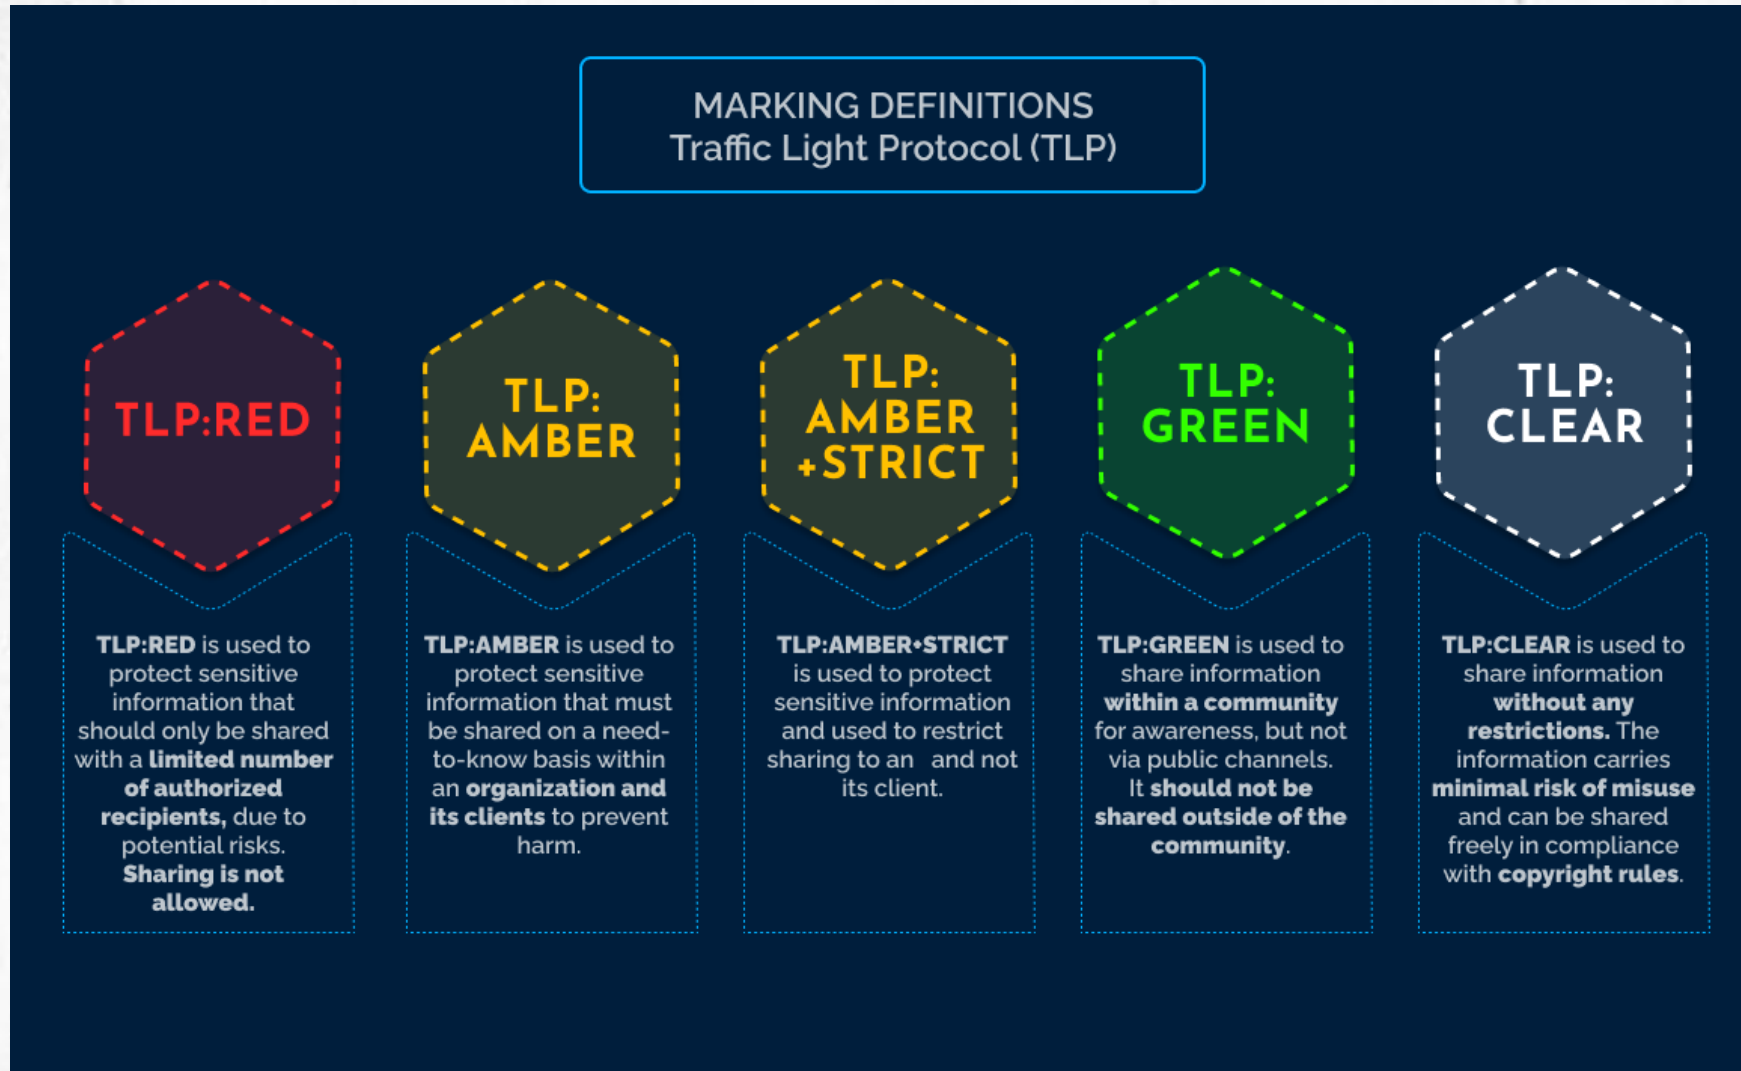 MARKING DEFINITIONS
Traffic Light Protocol (TLP)
TLP:RED
TLP:
AMBER
TLP:
AMBER
+STRICT
TLP:
GREEN
TLP:
CLEAR
TLP:RED is used to
protect sensitive
information that
should only be shared
with a limited number
of authorized
recipients, due to
potential risks.
Sharing is not
allowed.
TLP:AMBER is used to
protect sensitive
information that must
be shared on a need-
to-know basis within
an organization and
its clients to prevent
harm.
TLP:AMBER+STRICT
is used to protect
sensitive information
and used to restrict
sharing to an and not
its client.
TLP:GREEN is used to
share information
within a community
for awareness, but not
via public channels.
It should not be
shared outside of the
community.
TLP:CLEAR is used to
share information
without any
restrictions. The
information carries
minimal risk of misuse
and can be shared
freely in compliance
with copyright rules.